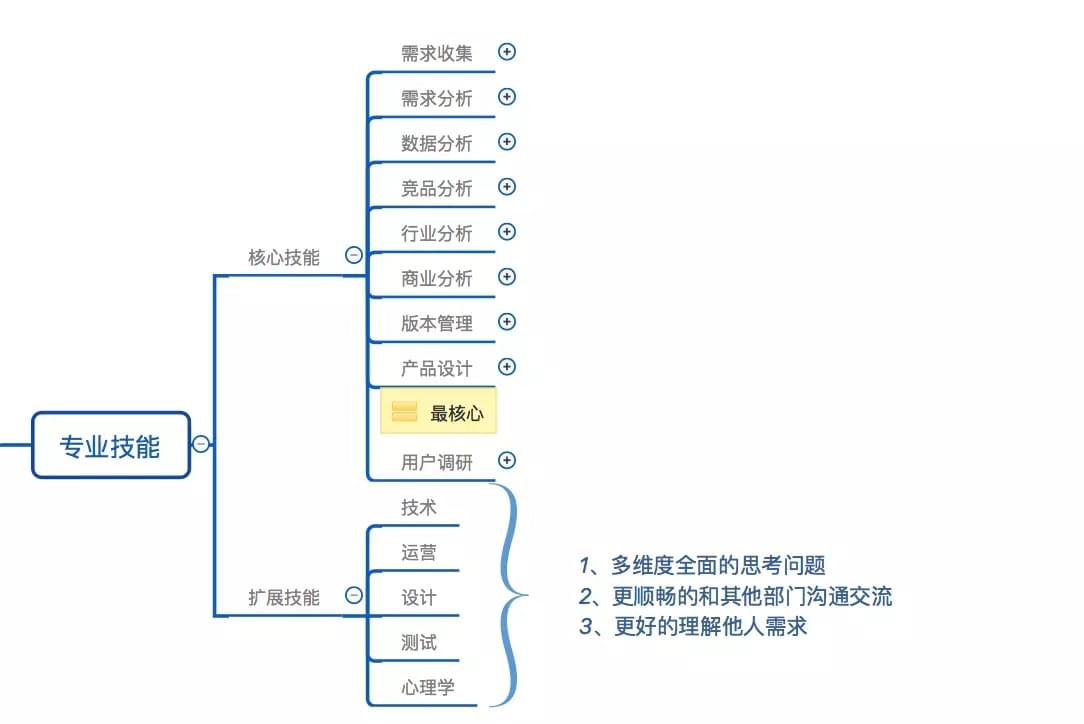 专业技能
核心技能
需求收集
需求分析
数据分析
竞品分析
行业分析
商业分析
版本管理
产品设计
最核心
用户调研
扩展技能
技术
运营
设计
测试
心理学
1、多维度全面的思考问题
2、更顺畅的和其他部门沟通交流
3、更好的理解他人需求